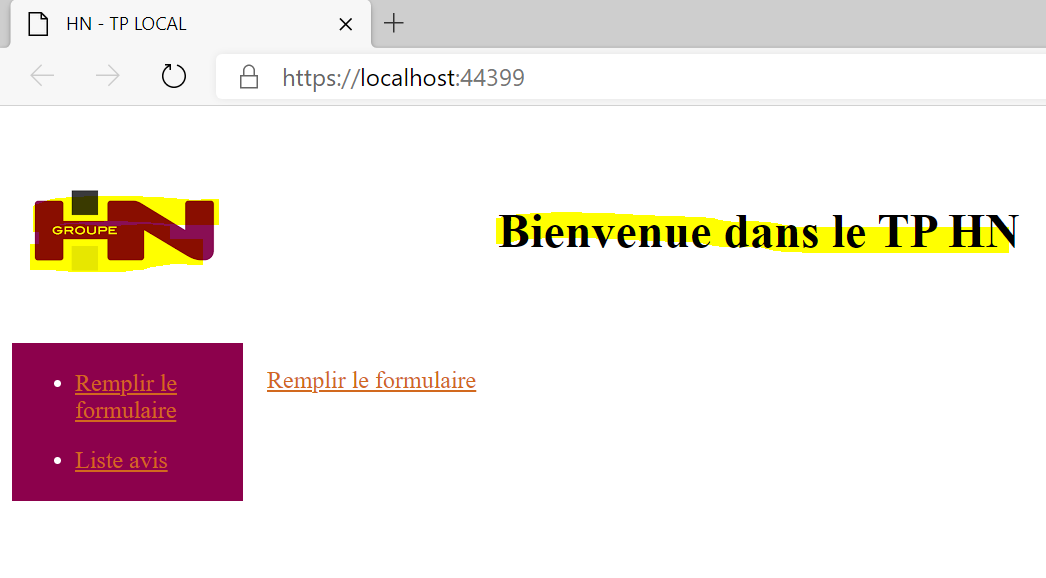 HN - TP LOCAL
https://localhost:44399
HN
GROUPE
Bienvenue dans le TP HN
Remplir le
formulaire
Liste avis
Remplir le formulaire